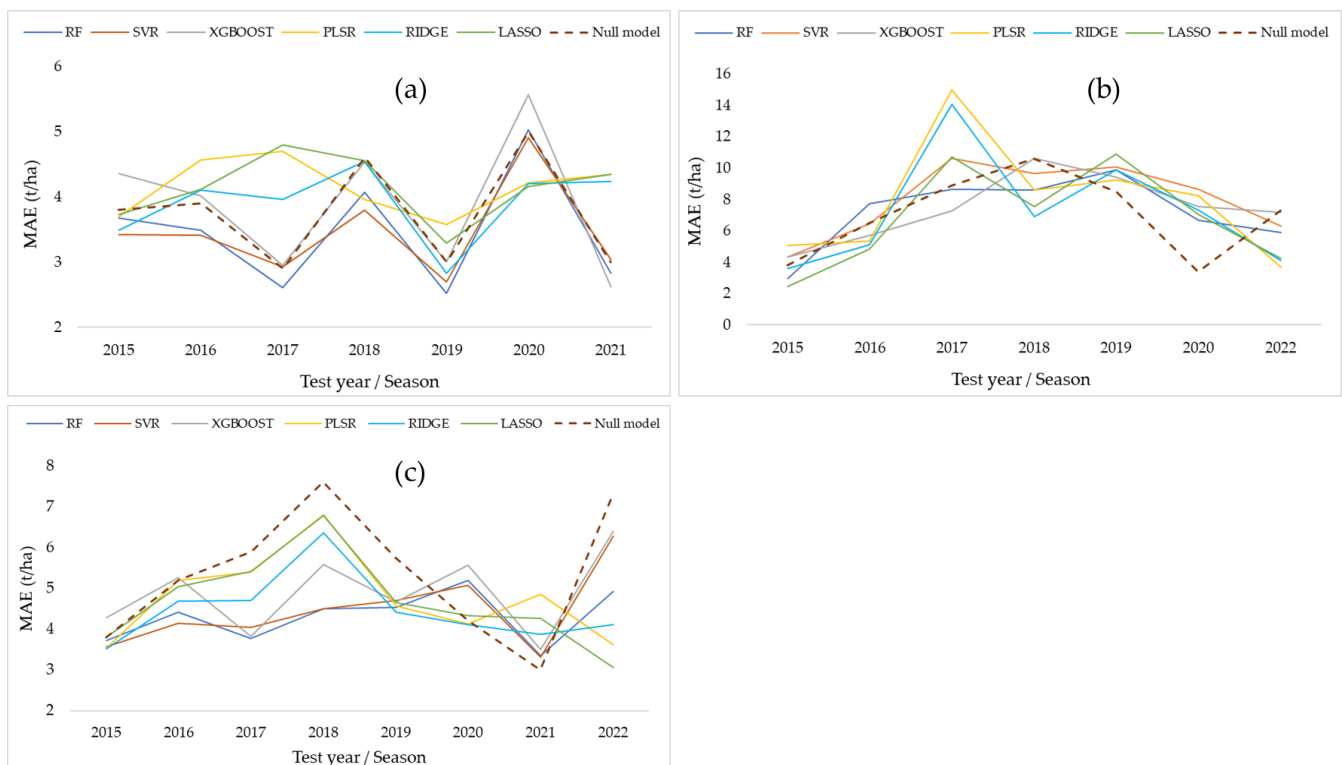 RF SVR XGBOOST PLSR RIDGE LASSO Null model
(a)
MAE (t/ha)
6
5
4
3
2
2015 2016 2017 2018 2019 2020 2021
Test year / Season
RF SVR XGBOOST PLSR RIDGE LASSO Null model
(b)
MAE (t/ha)
16
14
12
10
8
6
4
2
0
2015 2016 2017 2018 2019 2020 2022
Test year / Season
RF SVR XGBOOST PLSR RIDGE LASSO Null model
(c)
MAE (t/ha)
8
7
6
5
4
3
2
2015 2016 2017 2018 2019 2020 2021 2022
Test year / Season